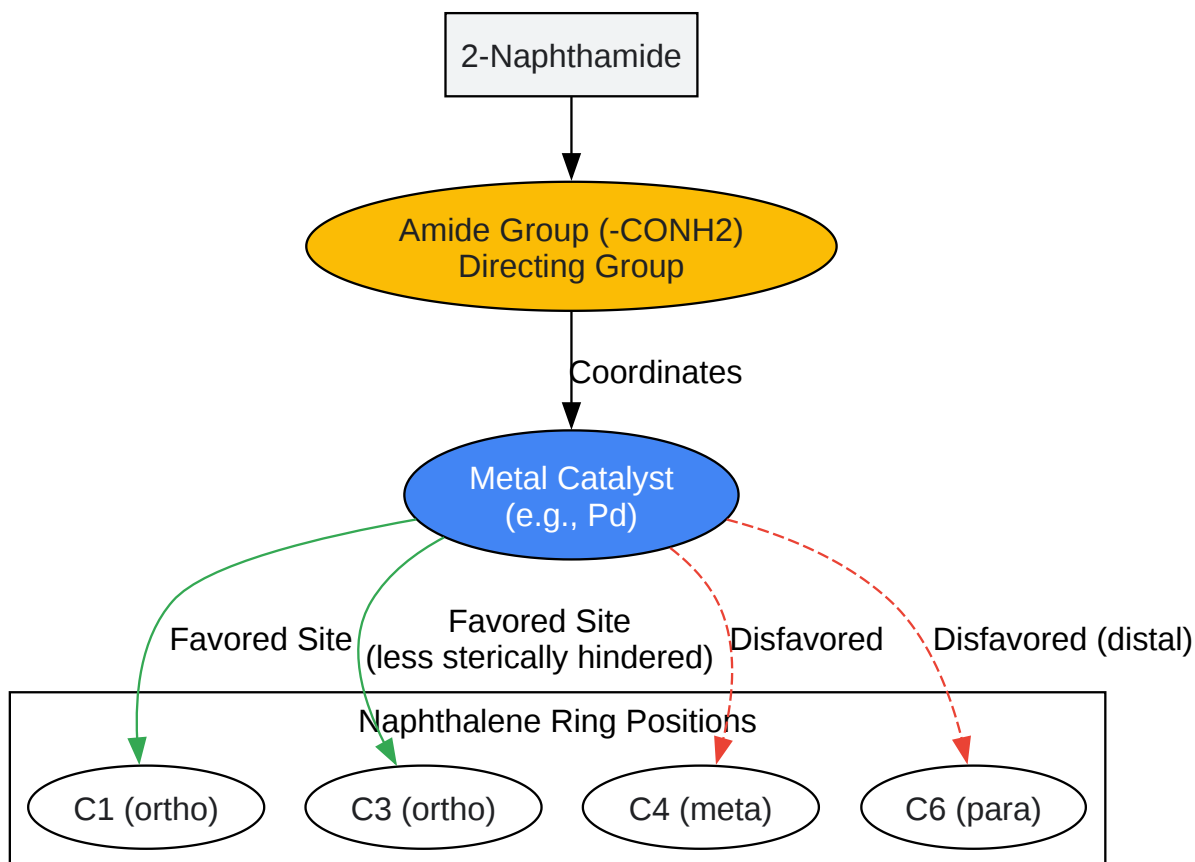 2-Naphthamide
Amide Group (-CONH2)
Directing Group
Coordinates
Metal Catalyst
(e.g., Pd)
Favored Site
Favored Site
(less sterically hindered)
Disfavored
Disfavored (distal)
Naphthalene Ring Positions
C1 (ortho)
C3 (ortho)
C4 (meta)
C6 (para)